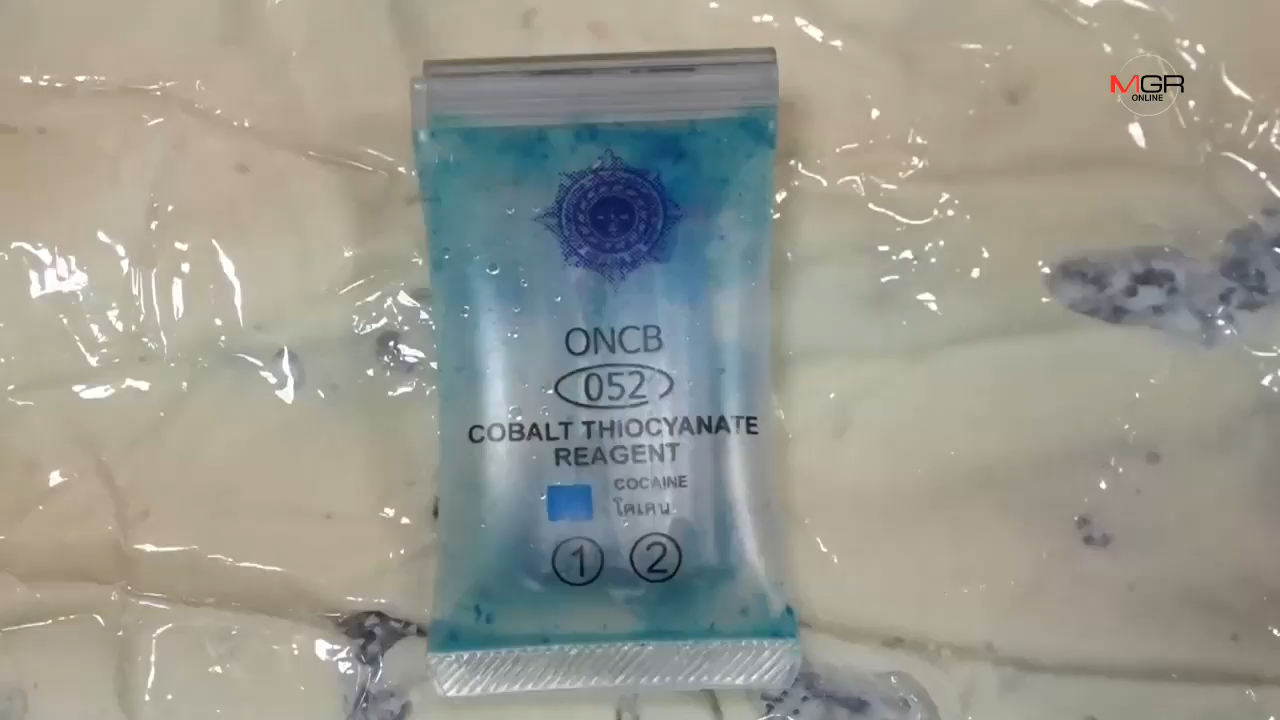 MGR
ONLINE
ONCB
052
COBALT THIOCYANATE
REAGENT
COCAINE
โคเคน
1 2